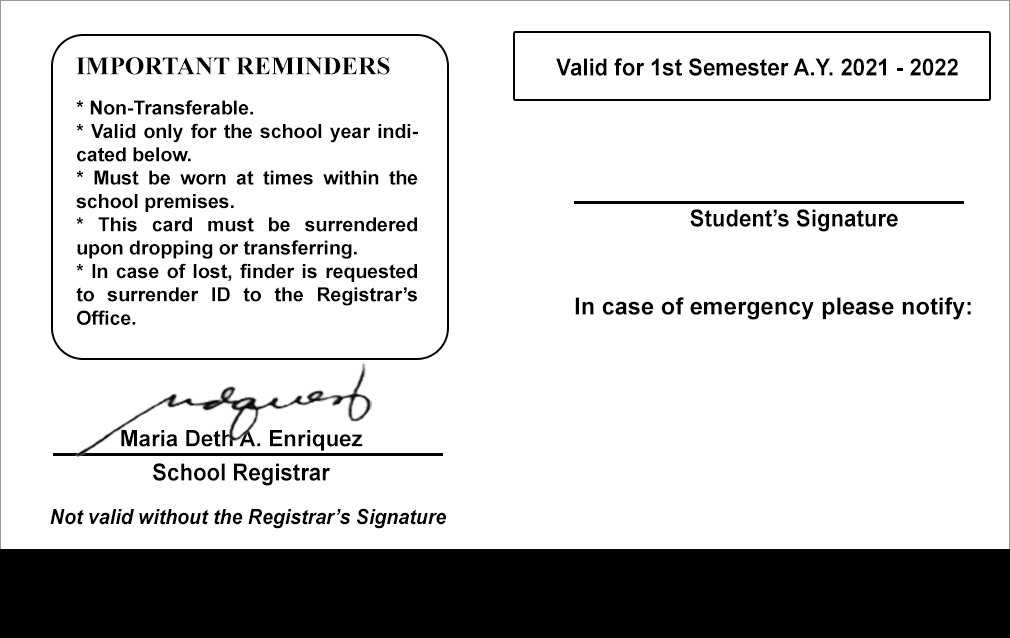 IMPORTANT REMINDERS
* Non-Transferable.
* Valid only for the school year indi-
cated below.
* Must be worn at times within the
school premises.
* This card must be surrendered
upon dropping or transferring.
* In case of lost, finder is requested
to surrender ID to the Registrar's
Office.
Maria Deth A. Enriquez
School Registrar
Not valid without the Registrar's Signature
Valid for 1st Semester A.Y. 2021 - 2022
Student's Signature
In case of emergency please notify: